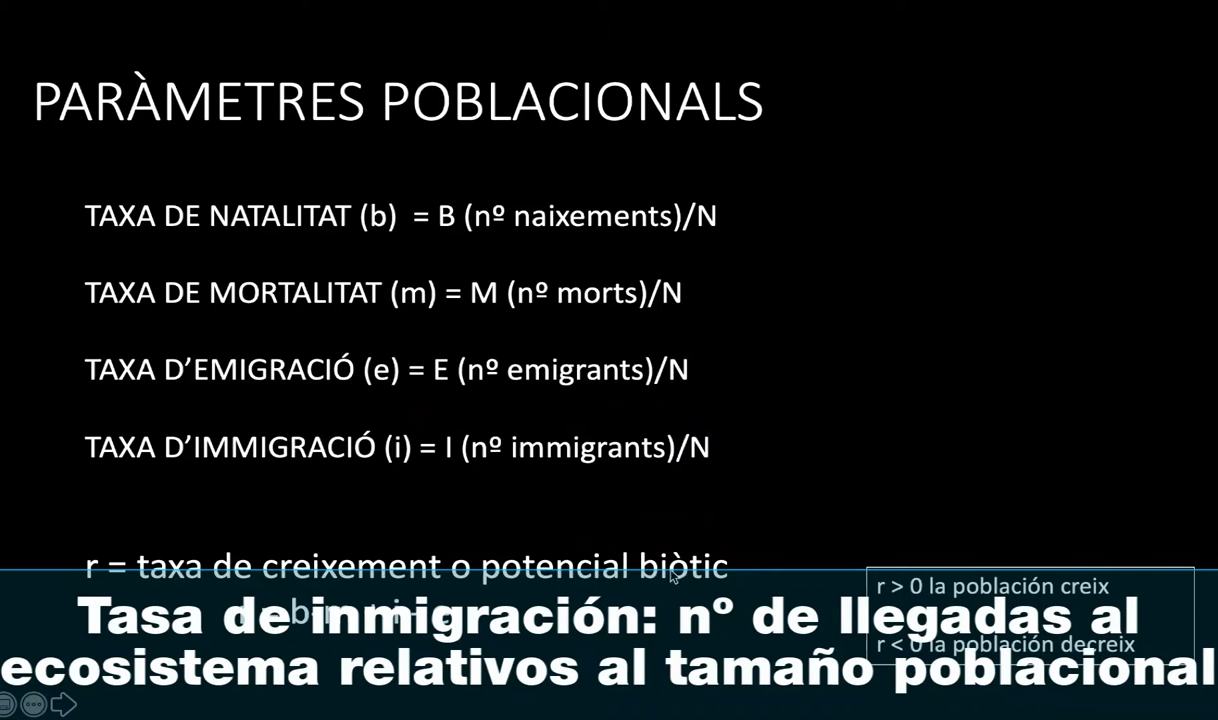 PARÀMETRES POBLACIONALS
TAXA DE NATALITAT (b) = B (nº naixements)/N
TAXA DE MORTALITAT (m) = M (nº morts)/N
TAXA D’EMIGRACIÓ (e) = E (nº emigrants)/N
TAXA D’IMMIGRACIÓ (i) = I (nº immigrants)/N
r = taxa de creixement o potencial biòtic
r > 0 la población creix
r < 0 la población decreix
Tasa de inmigración: nº de llegadas al
ecosistema relativos al tamaño poblacional